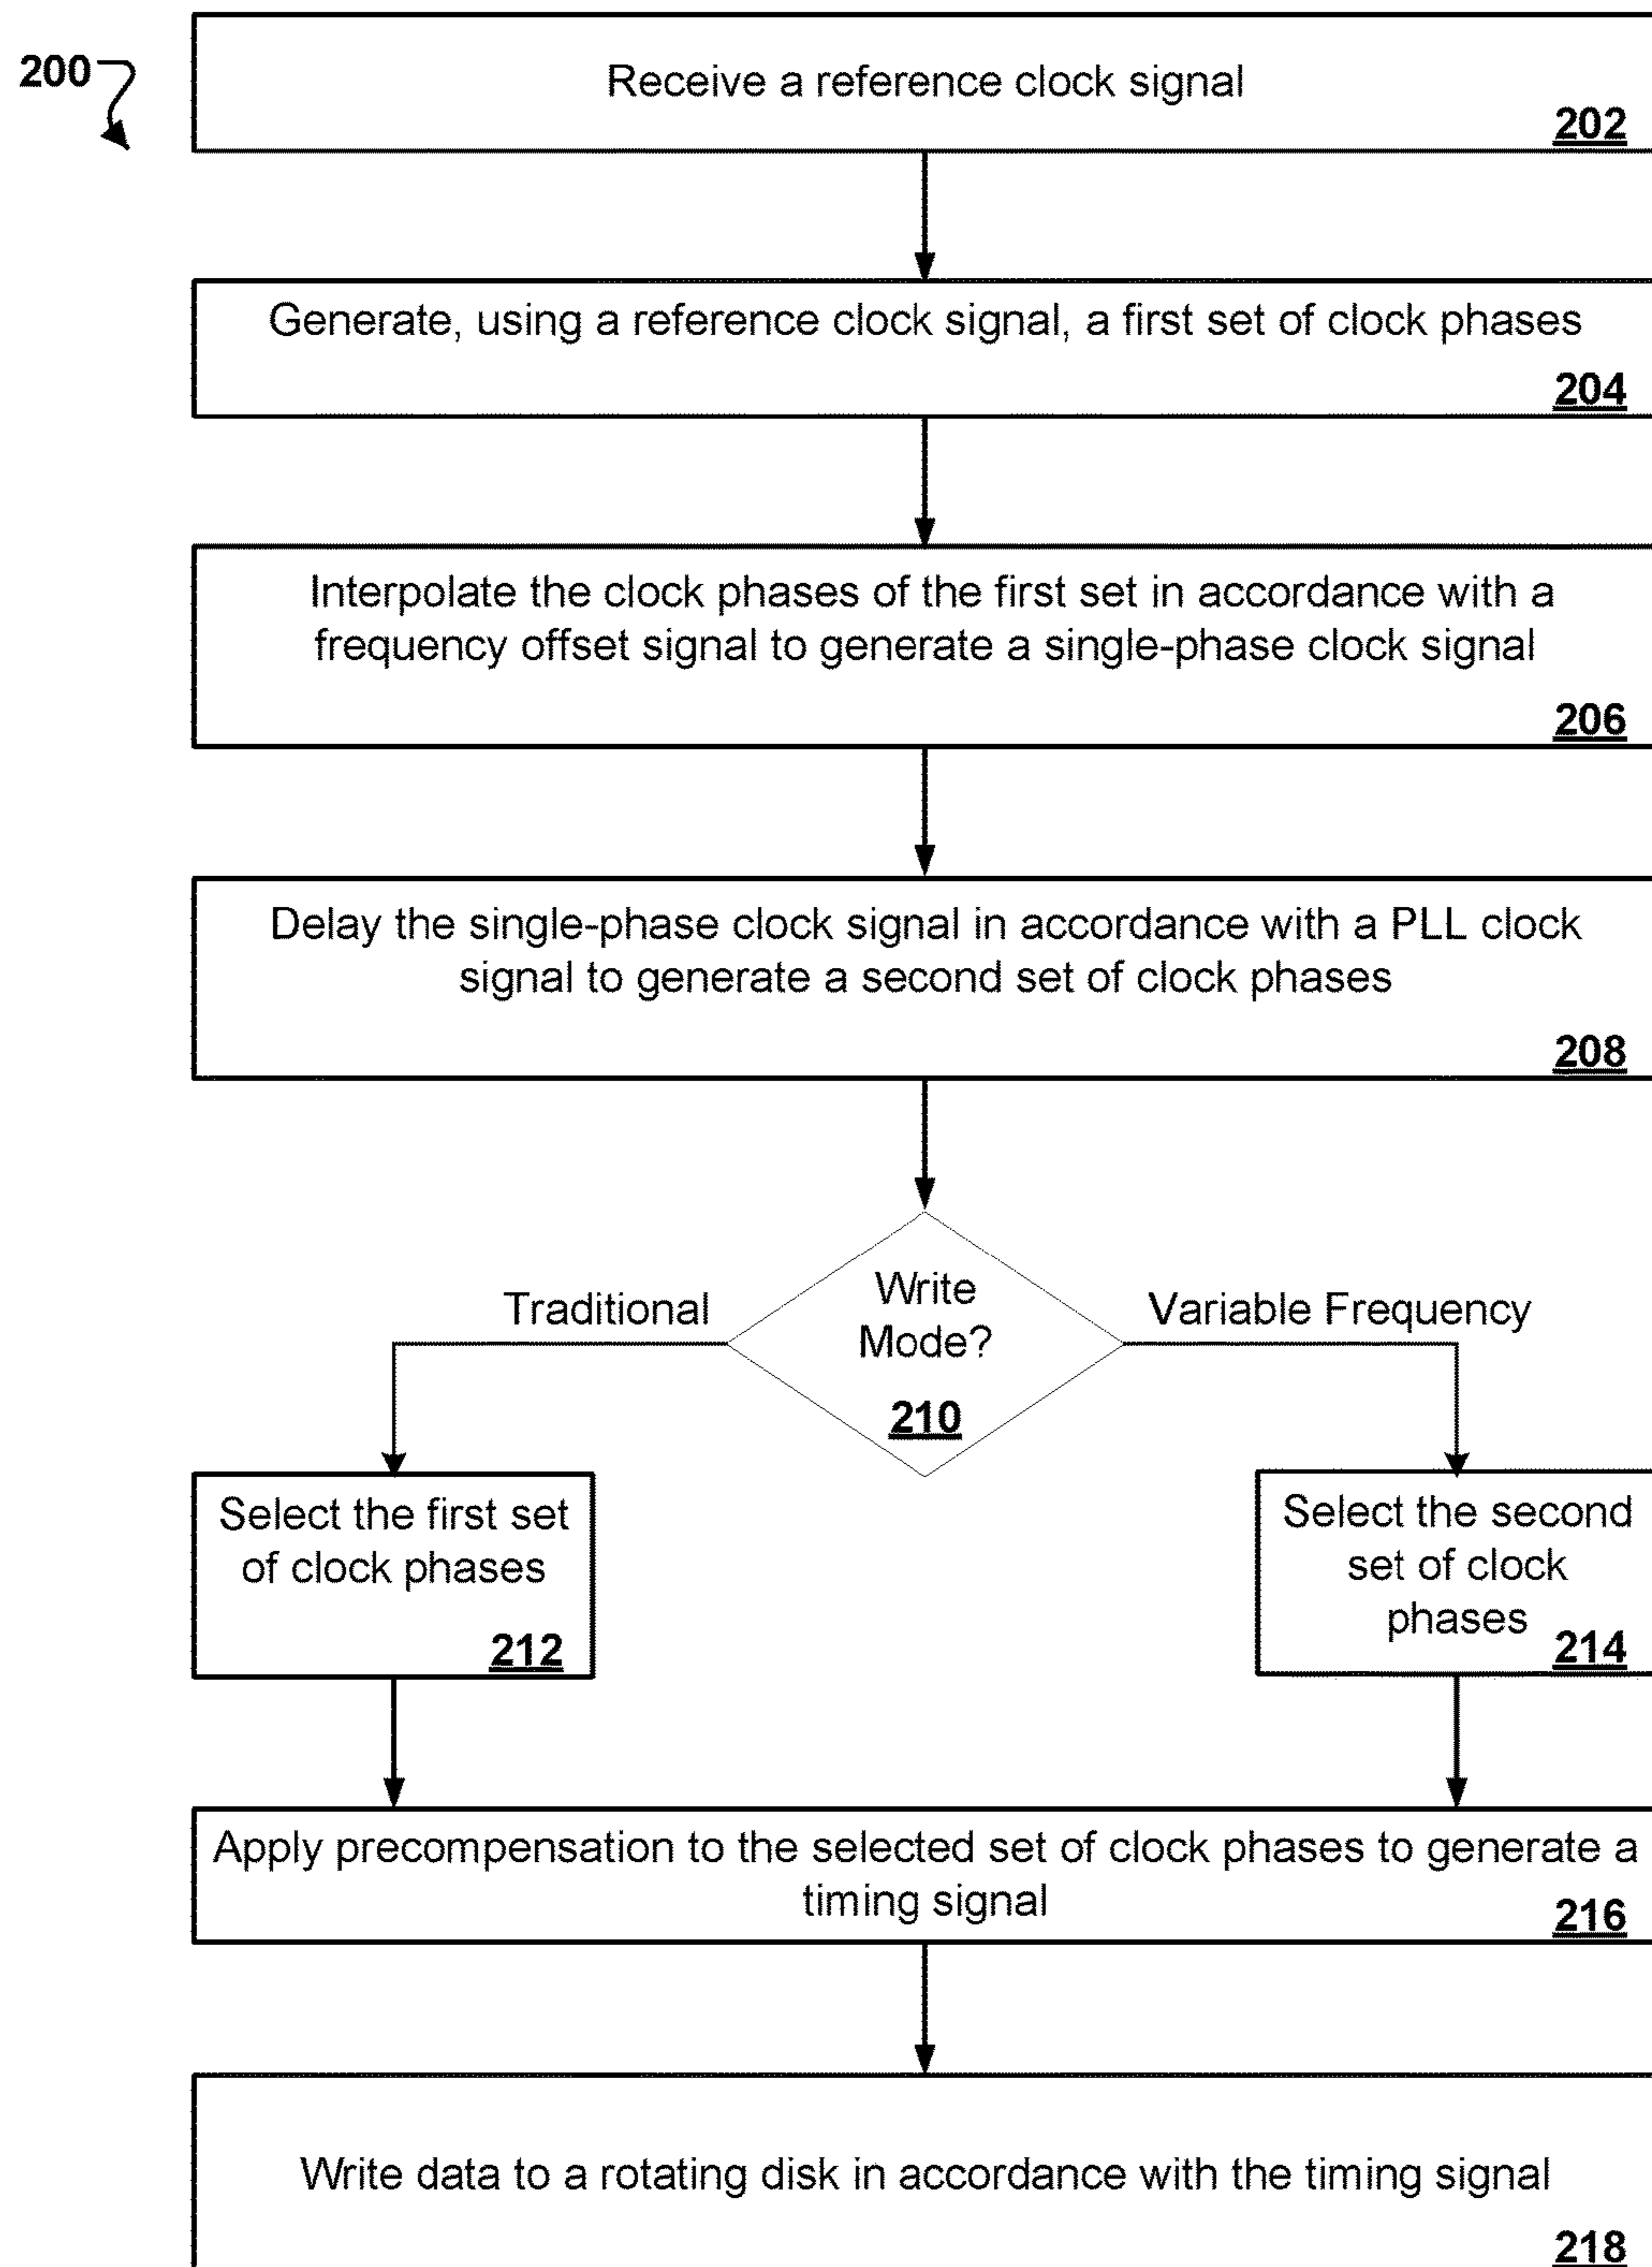 200
Receive a reference clock signal
202
Generate, using a reference clock signal, a first set of clock phases
204
Interpolate the clock phases of the first set in accordance with a
frequency offset signal to generate a single-phase clock signal
206
Delay the single-phase clock signal in accordance with a PLL clock
signal to generate a second set of clock phases
208
Write
Mode?
210
Traditional
Variable Frequency
Select the first set
of clock phases
212
Select the second
set of clock
phases
214
Apply precompensation to the selected set of clock phases to generate a
timing signal
216
Write data to a rotating disk in accordance with the timing signal
218